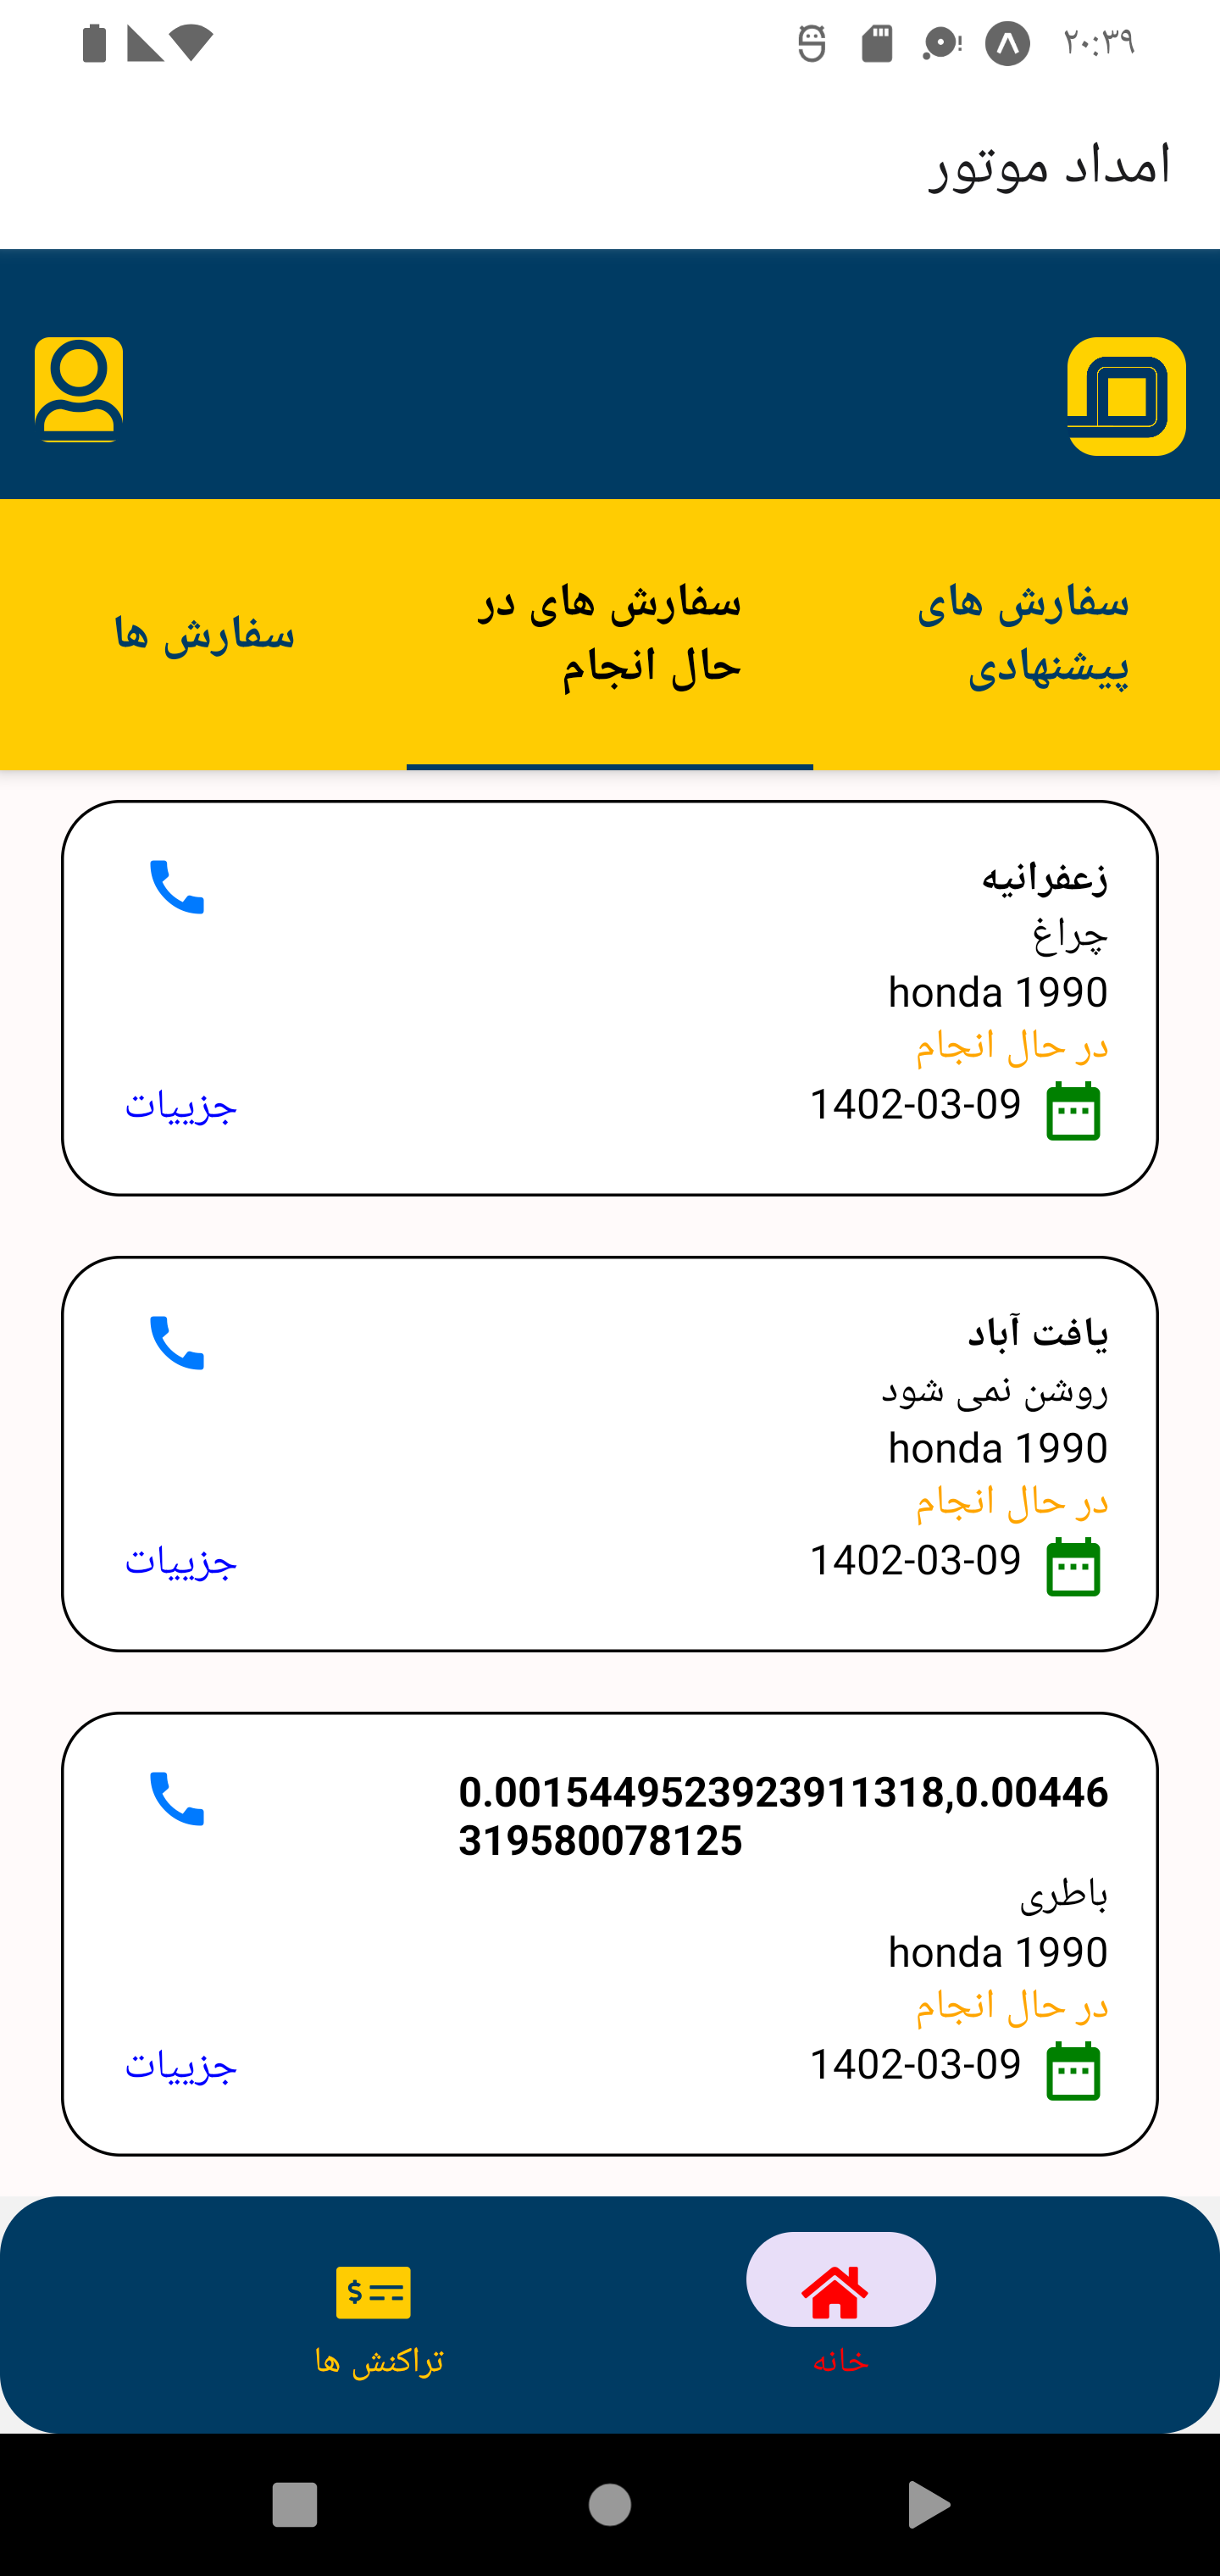 ۲۰:۳۹
امداد موتور
سفارش های
پیشنهادی
سفارش های در
حال انجام
سفارش ها
زعفرانیه
چراغ
honda 1990
در حال انجام
1402-03-09
جزییات
یافت آباد
روشن نمی شود
honda 1990
در حال انجام
1402-03-09
جزییات
0.0015449523923911318,0.00446
319580078125
باطری
honda 1990
در حال انجام
1402-03-09
جزییات
خانه
تراکنش ها